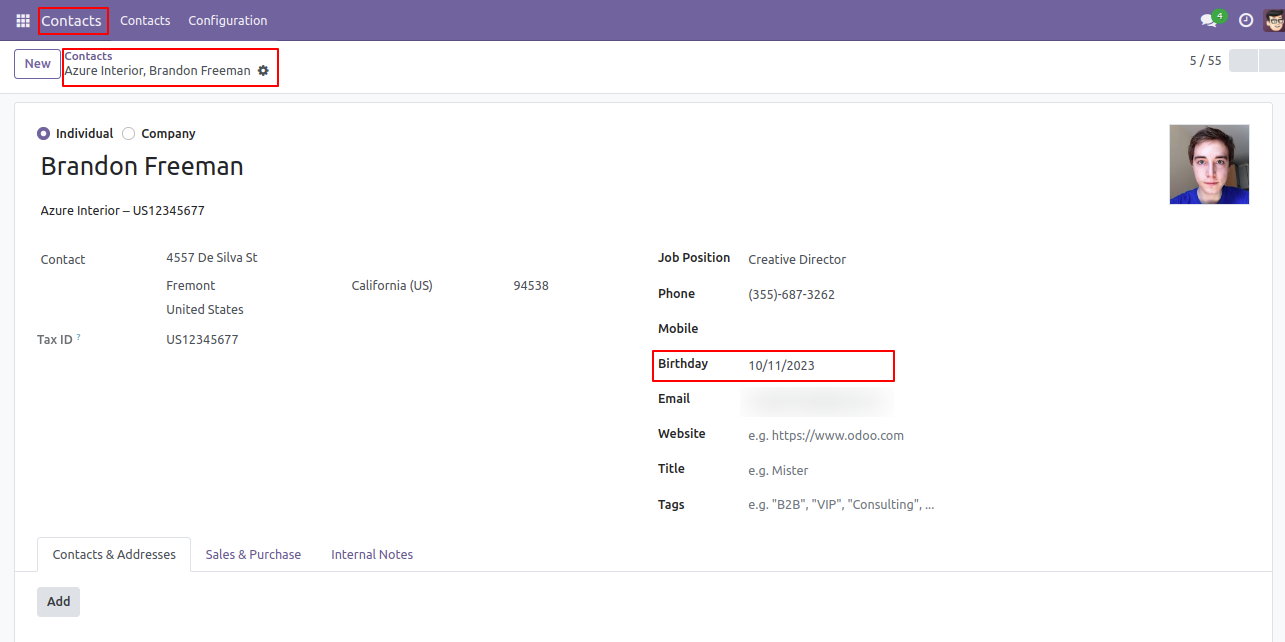 Contacts Contacts Configuration 4
New Contacts 5 / 55
Azure Interior, Brandon Freeman
Individual Company
Brandon Freeman
Azure Interior – US12345677
Contact 4557 De Silva St
Fremont California (US) 94538
United States
Tax ID ? US12345677
Job Position Creative Director
Phone (355)-687-3262
Mobile
Birthday 10/11/2023
Email
Website e.g. https://www.odoo.com
Title e.g. Mister
Tags e.g. "B2B", "VIP", "Consulting", ...
Contacts & Addresses Sales & Purchase Internal Notes
Add